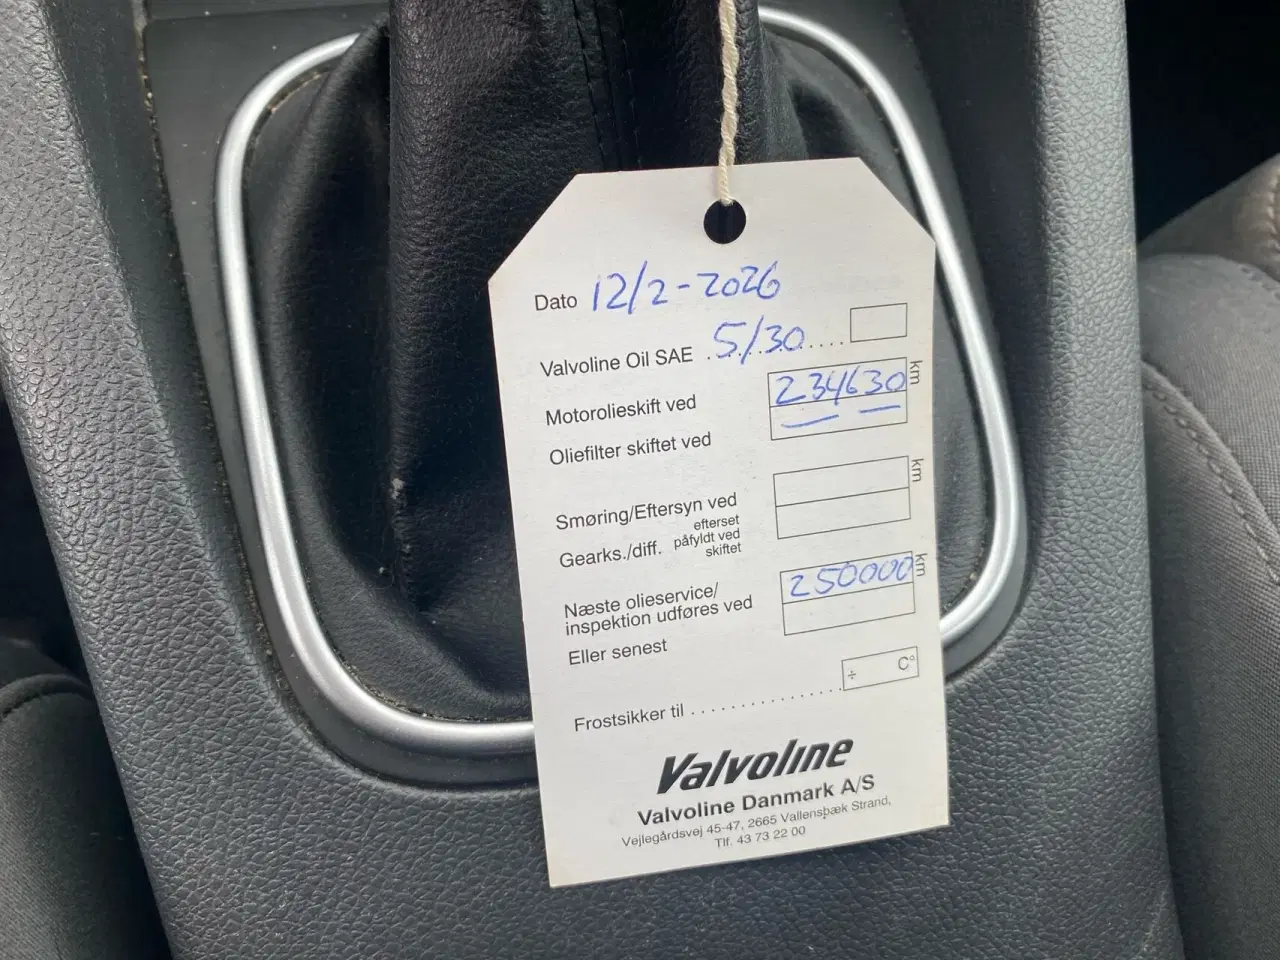 Dato 12/2-2026
Valvoline Oil SAE .5/30.....
km
Motorolieskift ved 234630
Oliefilter skiftet ved — —
km
Smøring/Eftersyn ved
Gearks./diff. efterset
påfyldt ved
skiftet
km
Næste olieservice/
inspektion udføres ved 250000
Eller senest
Frostsikker til .............. ÷ C°
Valvoline
Valvoline Danmark A/S
Vejlegårdsvej 45-47, 2665 Vallensbæk Strand,
Tlf. 43 73 22 00